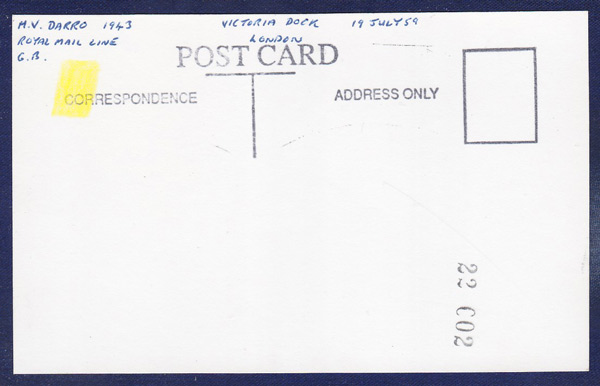 M.V. DARRO 1943 VICTORIA DOCK 19 JULY 59
ROYAL MAIL LINE LONDON
G.B.
POST CARD
CORRESPONDENCE ADDRESS ONLY
22 C02